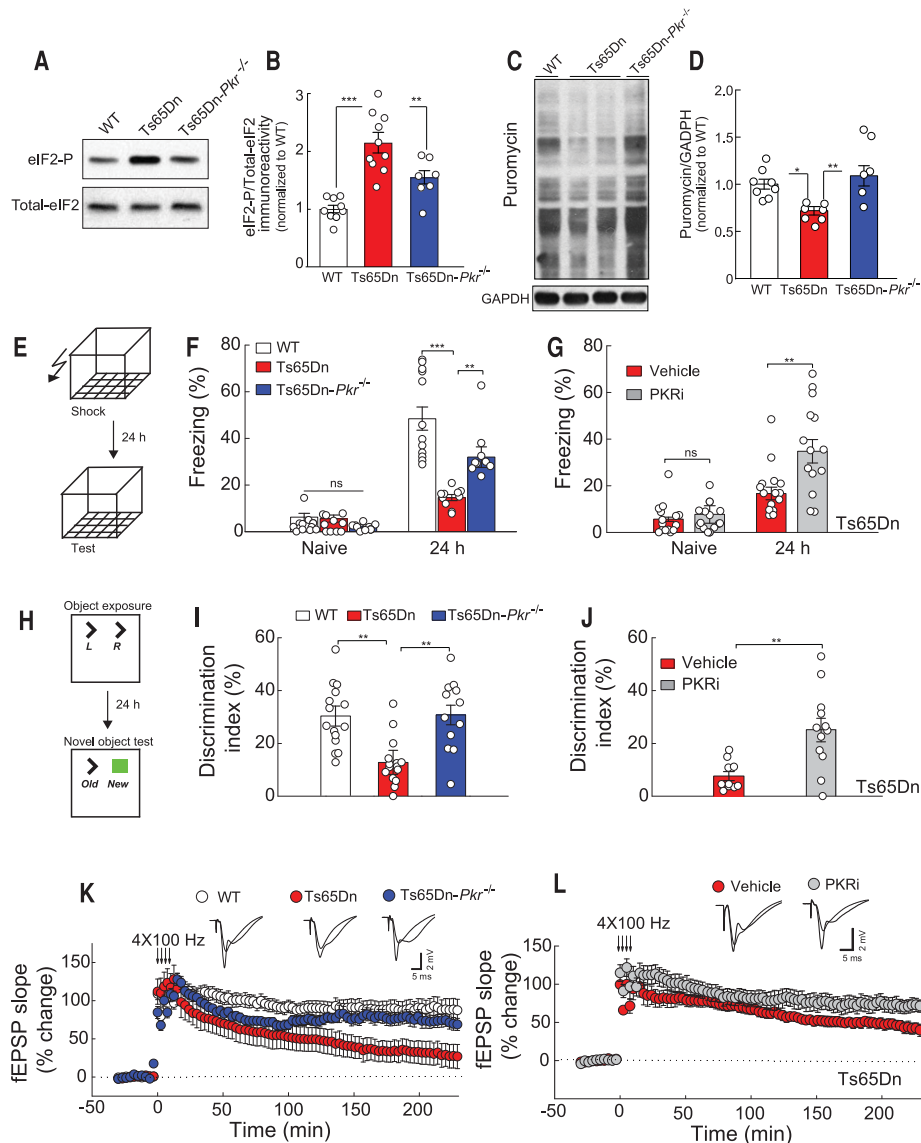 A
WT
Ts65Dn
Ts65Dn-Pkr-/-
eIF2-P
Total-eIF2
B
eIF2-P/Total-eIF2
immunoreactivity
(normalized to WT)
3
2
1
0
***
**
WT
Ts65Dn
Ts65Dn-Pkr-/-
C
WT
Ts65Dn
Ts65Dn-Pkr-/-
Puromycin
GAPDH
D
Puromycin/GADPH
(normalized to WT)
2.0
1.5
1.0
0.5
0
*
**
WT
Ts65Dn
Ts65Dn-Pkr-/-
E
Shock
24 h
Test
F
Freezing (%)
80
60
40
20
0
WT
Ts65Dn
Ts65Dn-Pkr-/-
ns
***
**
Naive
24 h
G
Freezing (%)
80
60
40
20
0
Vehicle
PKRi
ns
**
Naive
24 h
Ts65Dn
H
Object exposure
L R
24 h
Novel object test
Old New
I
WT
Ts65Dn
Ts65Dn-Pkr-/-
Discrimination
index (%)
60
40
20
0
**
**
J
Discrimination
index (%)
60
40
20
0
Vehicle
PKRi
**
Ts65Dn
K
WT
Ts65Dn
Ts65Dn-Pkr-/-
4X100 Hz
2 mV
5 ms
fEPSP slope
(% change)
150
100
50
0
-50 0 50 100 150 200
Time (min)
L
Vehicle
PKRi
4X100 Hz
2 mV
5 ms
fEPSP slope
(% change)
150
100
50
0
Ts65Dn
-50 0 50 100 150 200
Time (min)